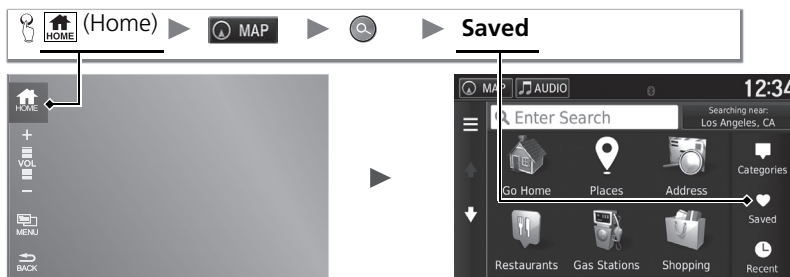 HOME (Home) MAP Saved
HOME
+
VOL
−
MENU
BACK
MAP AUDIO 12:34
Enter Search
Searching near:
Los Angeles, CA
Go Home Places Address
Categories
Saved
Restaurants Gas Stations Shopping
Recent